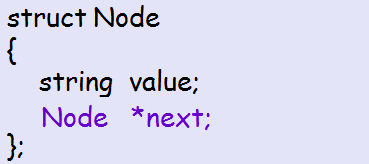 struct Node
{
string value;
Node *next;
};